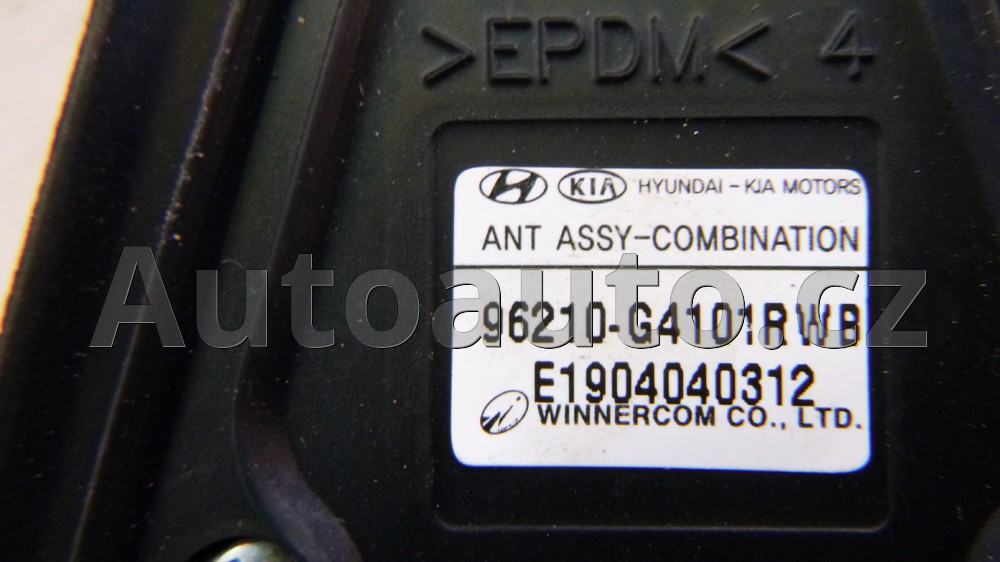 >EPDM< 4
KIA HYUNDAI - KIA MOTORS
ANT ASSY-COMBINATION
Autoauto.cz
96210-G4101RWB
E1904040312
WINNERCOM CO., LTD.